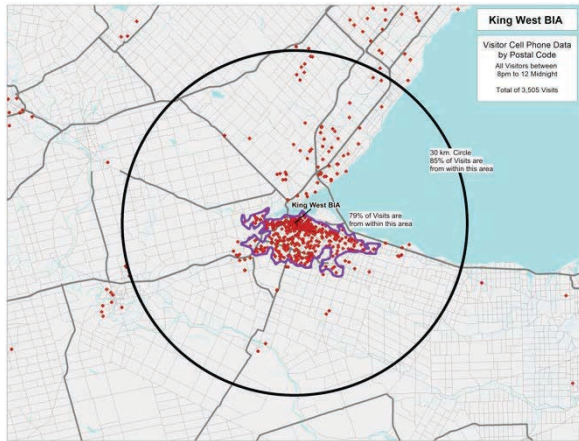 King West BIA
Visitor Cell Phone Data
by Postal Code
All Visitors between
8pm to 12 Midnight
Total of 3,505 Visits
30 km. Circle
85% of Visits are
from within this area
King West BIA
79% of Visits are
from within this area